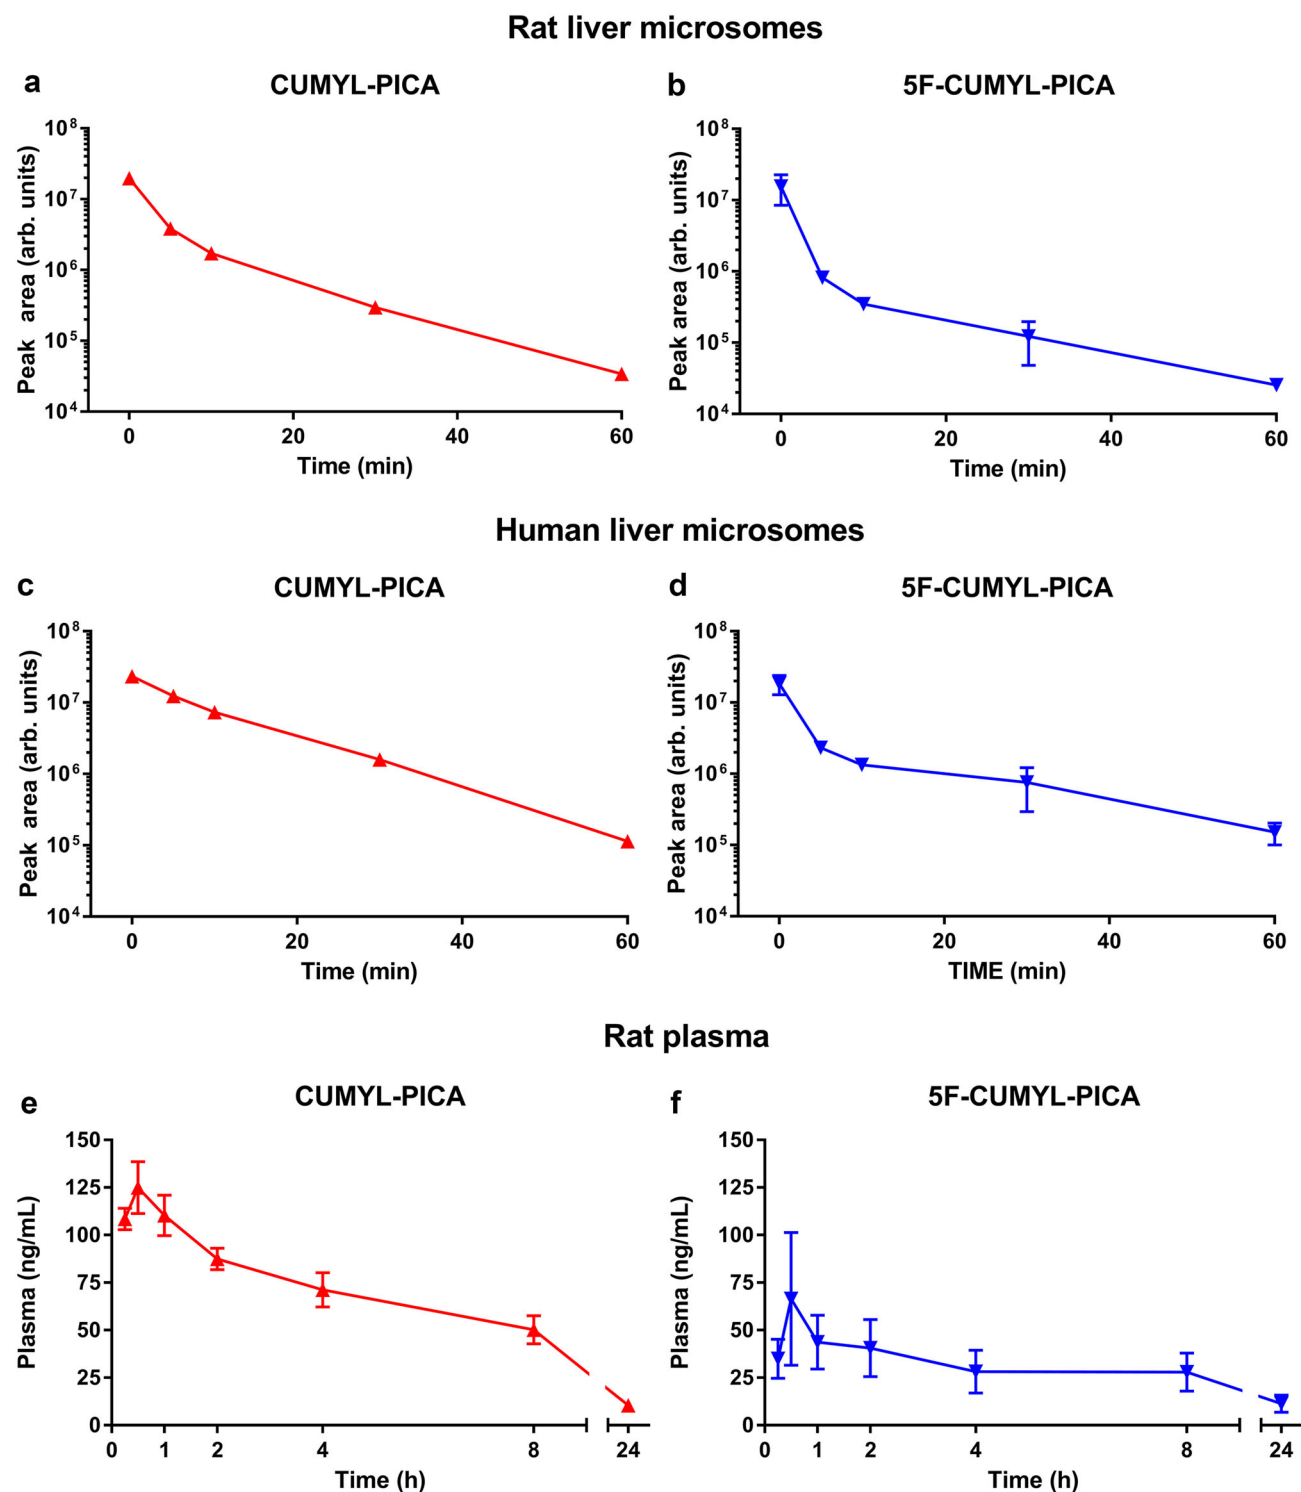 Rat liver microsomes
a
CUMYL-PICA
b
5F-CUMYL-PICA
Peak area (arb. units)
10⁸
10⁷
10⁶
10⁵
10⁴
0 20 40 60
Time (min)
Peak area (arb. units)
10⁸
10⁷
10⁶
10⁵
10⁴
0 20 40 60
Time (min)
Human liver microsomes
c
CUMYL-PICA
d
5F-CUMYL-PICA
Peak area (arb. units)
10⁸
10⁷
10⁶
10⁵
10⁴
0 20 40 60
Time (min)
Peak area (arb. units)
10⁸
10⁷
10⁶
10⁵
10⁴
0 20 40 60
TIME (min)
Rat plasma
e
CUMYL-PICA
f
5F-CUMYL-PICA
Plasma (ng/mL)
150
125
100
75
50
25
0
0 1 2 4 8 24
Time (h)
Plasma (ng/mL)
150
125
100
75
50
25
0
0 1 2 4 8 24
Time (h)